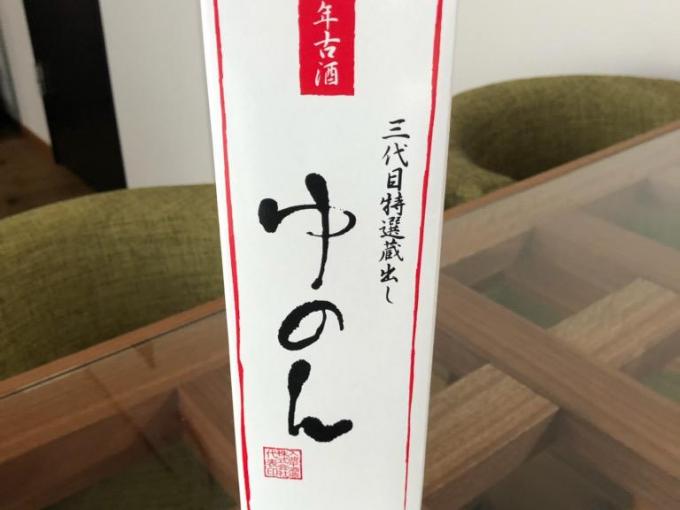 年古酒
三代目特選蔵出し
ゆのん